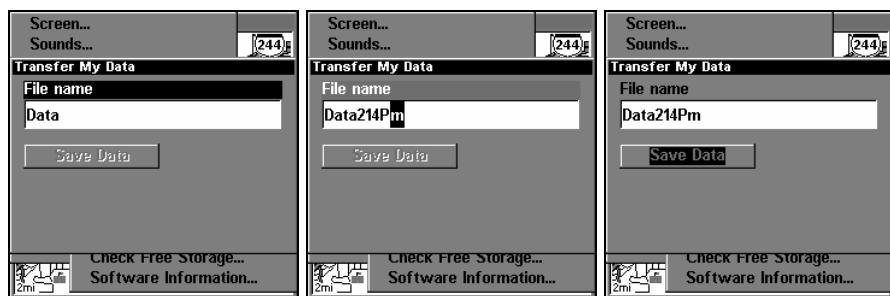 Screen...
Sounds...
244
Transfer My Data
File name
Data
Save Data
Check Free Storage...
Software Information...
2mi
Screen...
Sounds...
244
Transfer My Data
File name
Data214Pm
Save Data
Check Free Storage...
Software Information...
2mi
Screen...
Sounds...
244
Transfer My Data
File name
Data214Pm
Save Data
Check Free Storage...
Software Information...
2mi